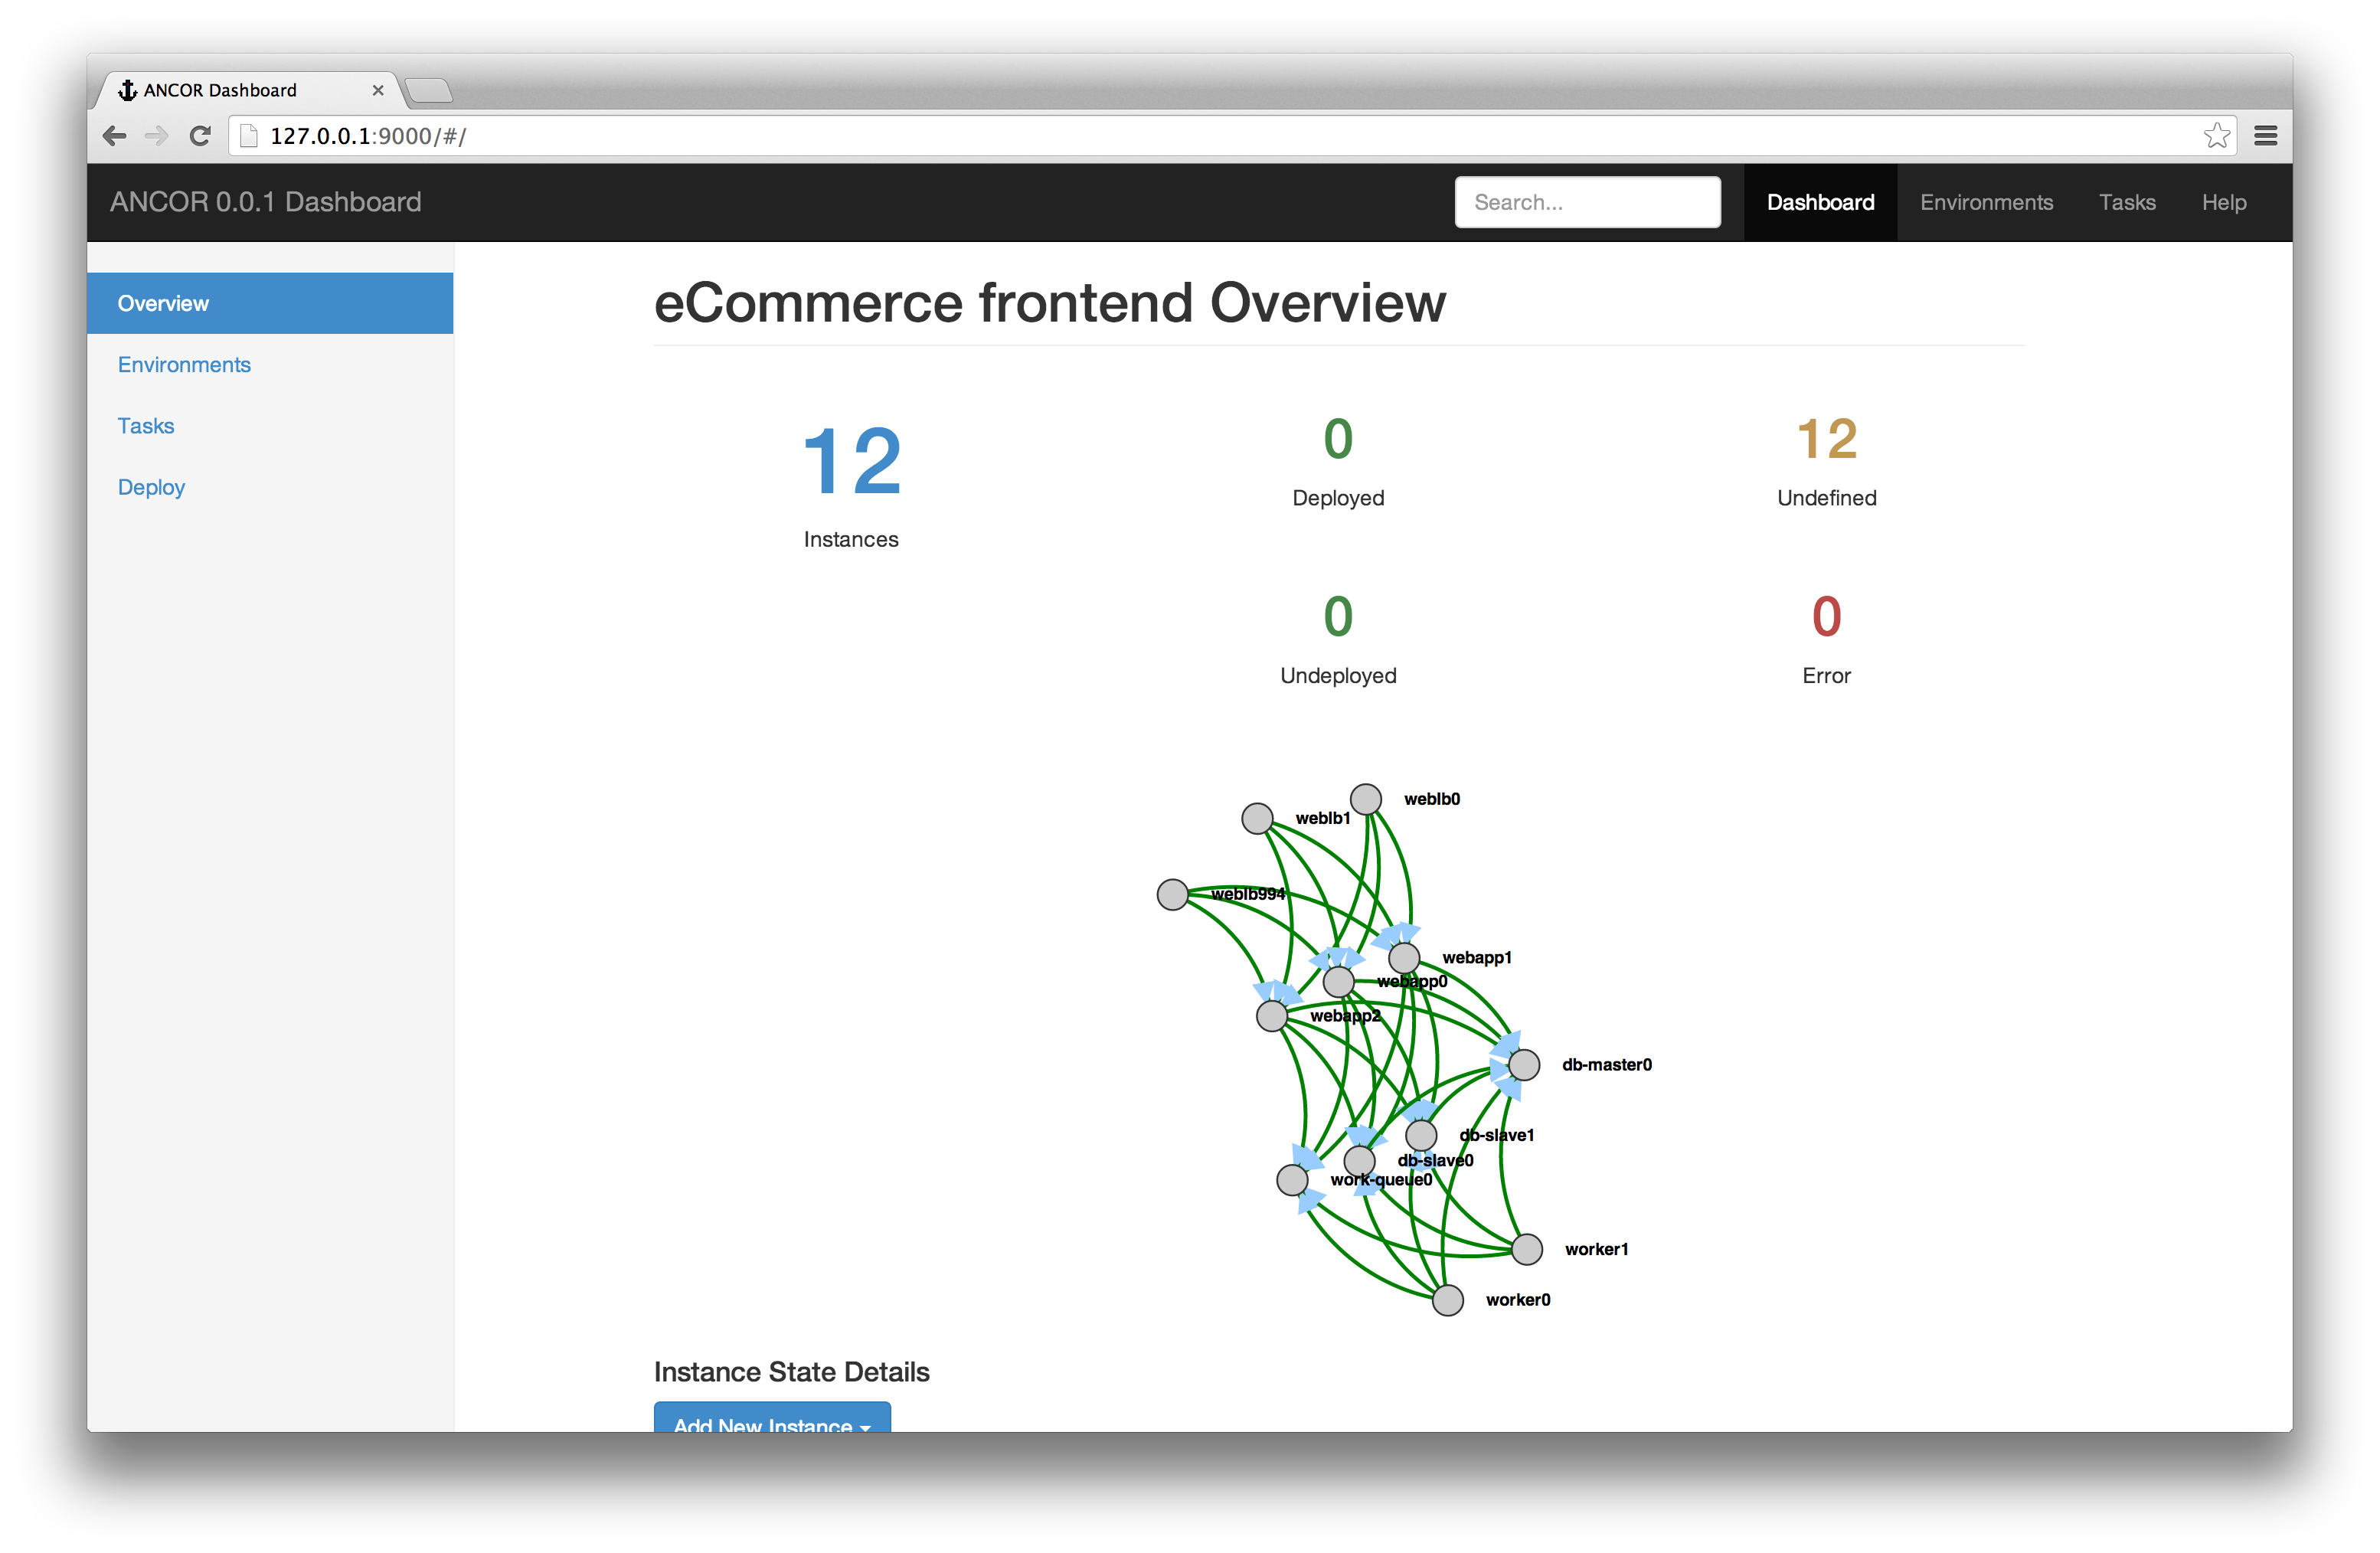 ANCOR Dashboard
127.0.0.1:9000/#/
ANCOR 0.0.1 Dashboard
Search...
Dashboard
Environments
Tasks
Help
Overview
Environments
Tasks
Deploy
eCommerce frontend Overview
12
Instances
0
Deployed
12
Undefined
0
Undeployed
0
Error
weblb0
weblb1
weblb994
webapp1
webapp0
webapp2
db-master0
db-slave1
db-slave0
work-queue0
worker1
worker0
Instance State Details
Add New Instance